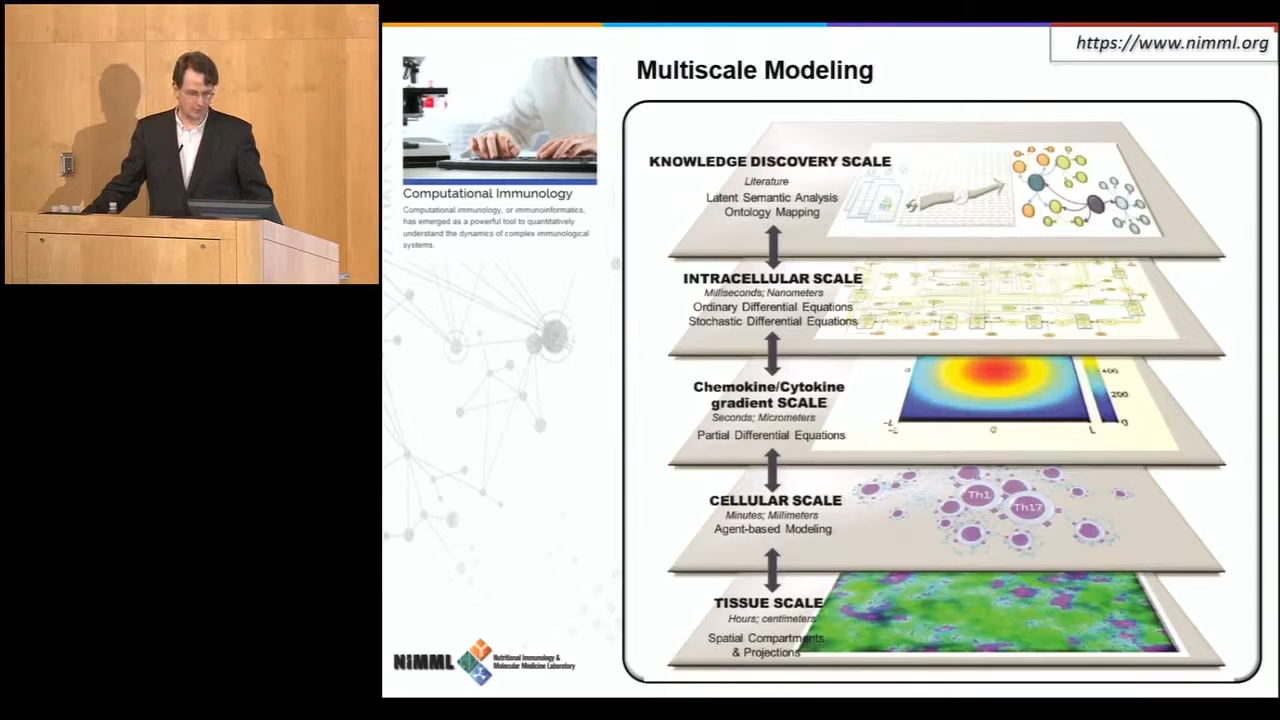 https://www.nimml.org
Multiscale Modeling
Computational Immunology
Computational immunology, or immunoinformatics,
has emerged as a powerful tool to quantitatively
understand the dynamics of complex immunological
systems.
KNOWLEDGE DISCOVERY SCALE
Literature
Latent Semantic Analysis
Ontology Mapping
INTRACELLULAR SCALE
Milliseconds; Nanometers
Ordinary Differential Equations
Stochastic Differential Equations
Chemokine/Cytokine
gradient SCALE
Seconds; Micrometers
Partial Differential Equations
400
200
0
-L
0
L
CELLULAR SCALE
Minutes; Millimeters
Agent-based Modeling
Th1
Th17
TISSUE SCALE
Hours; centimeters
Spatial Compartments
& Projections
NIMML
Nutritional Immunology &
Molecular Medicine Laboratory